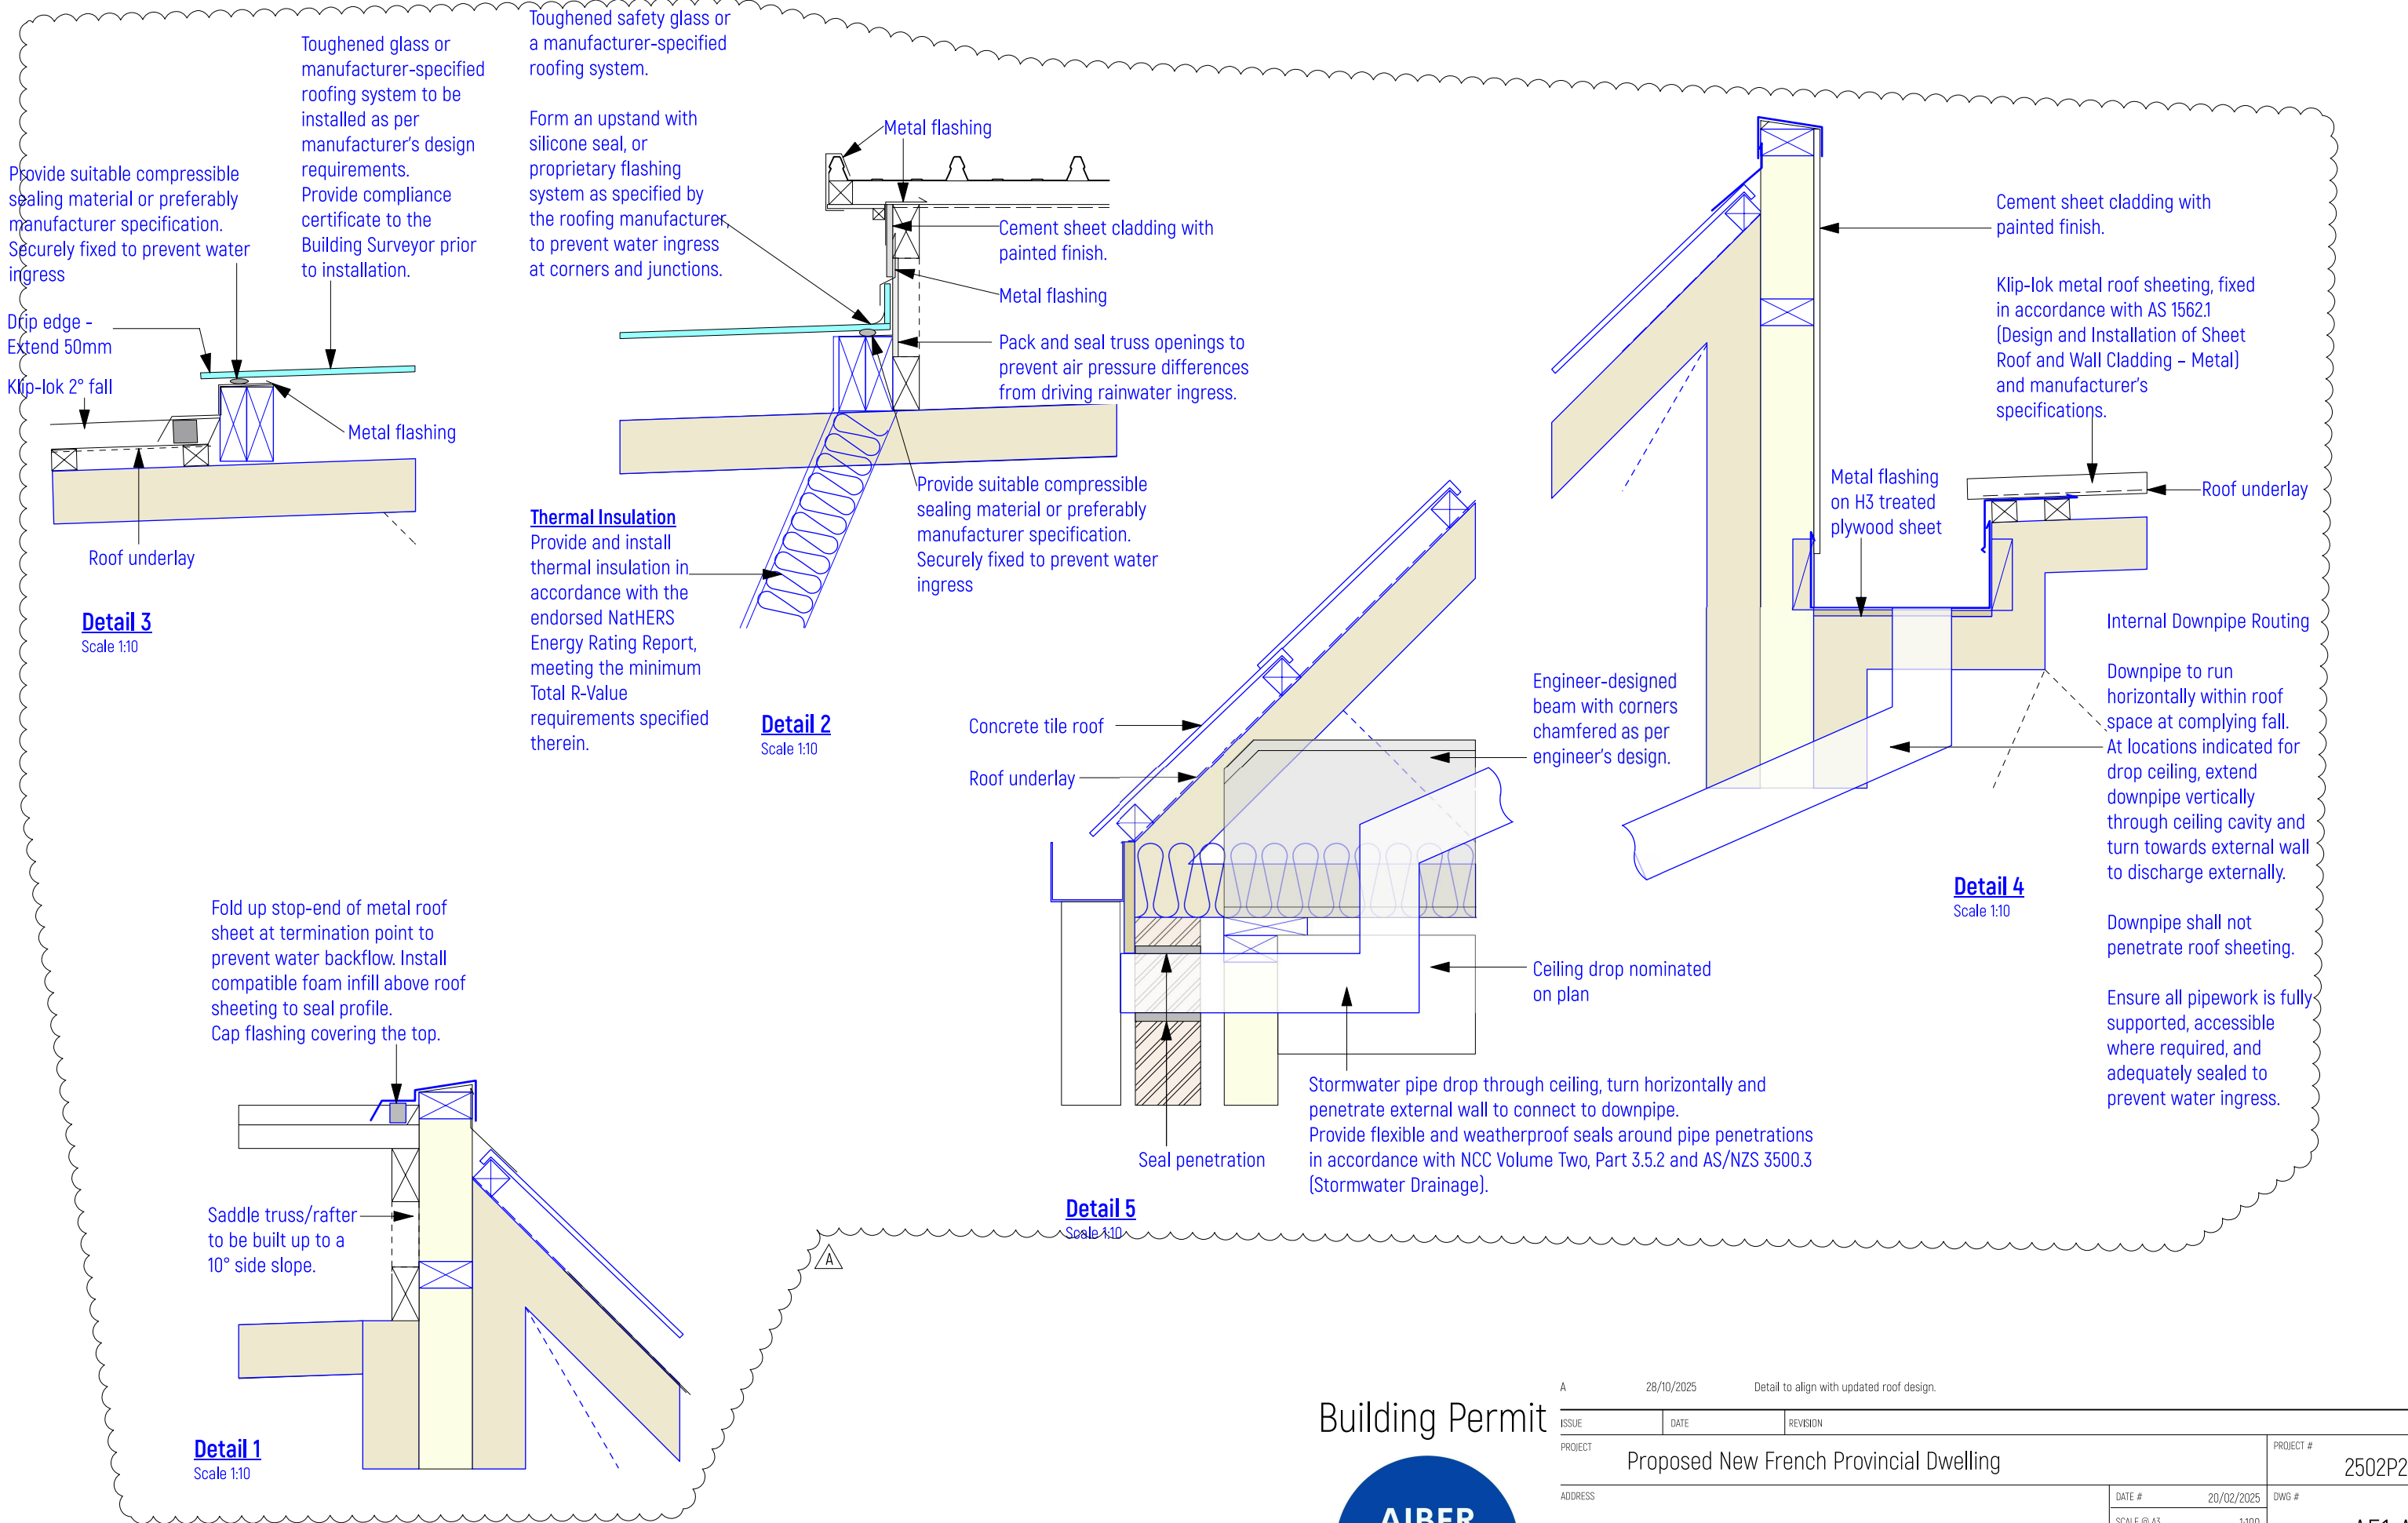 Toughened glass or
manufacturer-specified
roofing system to be
installed as per
manufacturer's design
requirements.
Provide compliance
certificate to the
Building Surveyor prior
to installation.
Provide suitable compressible
sealing material or preferably
manufacturer specification.
Securely fixed to prevent water
ingress
Drip edge -
Extend 50mm
Klip-lok 2° fall
Metal flashing
Roof underlay
Detail 3
Scale 1:10
Toughened safety glass or
a manufacturer-specified
roofing system.
Form an upstand with
silicone seal, or
proprietary flashing
system as specified by
the roofing manufacturer,
to prevent water ingress
at corners and junctions.
Metal flashing
Cement sheet cladding with
painted finish.
Metal flashing
Pack and seal truss openings to
prevent air pressure differences
from driving rainwater ingress.
Provide suitable compressible
sealing material or preferably
manufacturer specification.
Securely fixed to prevent water
ingress
Thermal Insulation
Provide and install
thermal insulation in
accordance with the
endorsed NatHERS
Energy Rating Report,
meeting the minimum
Total R-Value
requirements specified
therein.
Detail 2
Scale 1:10
Cement sheet cladding with
painted finish.
Klip-lok metal roof sheeting, fixed
in accordance with AS 1562.1
(Design and Installation of Sheet
Roof and Wall Cladding – Metal)
and manufacturer's
specifications.
Metal flashing
on H3 treated
plywood sheet
Roof underlay
Internal Downpipe Routing
Downpipe to run
horizontally within roof
space at complying fall.
At locations indicated for
drop ceiling, extend
downpipe vertically
through ceiling cavity and
turn towards external wall
to discharge externally.
Downpipe shall not
penetrate roof sheeting.
Ensure all pipework is fully
supported, accessible
where required, and
adequately sealed to
prevent water ingress.
Detail 4
Scale 1:10
Concrete tile roof
Roof underlay
Engineer-designed
beam with corners
chamfered as per
engineer's design.
Ceiling drop nominated
on plan
Stormwater pipe drop through ceiling, turn horizontally and
penetrate external wall to connect to downpipe.
Provide flexible and weatherproof seals around pipe penetrations
in accordance with NCC Volume Two, Part 3.5.2 and AS/NZS 3500.3
(Stormwater Drainage).
Seal penetration
Detail 5
Scale 1:10
Fold up stop-end of metal roof
sheet at termination point to
prevent water backflow. Install
compatible foam infill above roof
sheeting to seal profile.
Cap flashing covering the top.
Saddle truss/rafter
to be built up to a
10° side slope.
Detail 1
Scale 1:10
A
Building Permit
A 28/10/2025 Detail to align with updated roof design.
ISSUE DATE REVISION
PROJECT
Proposed New French Provincial Dwelling
PROJECT #
2502P2
ADDRESS
DATE # 20/02/2025
DWG #